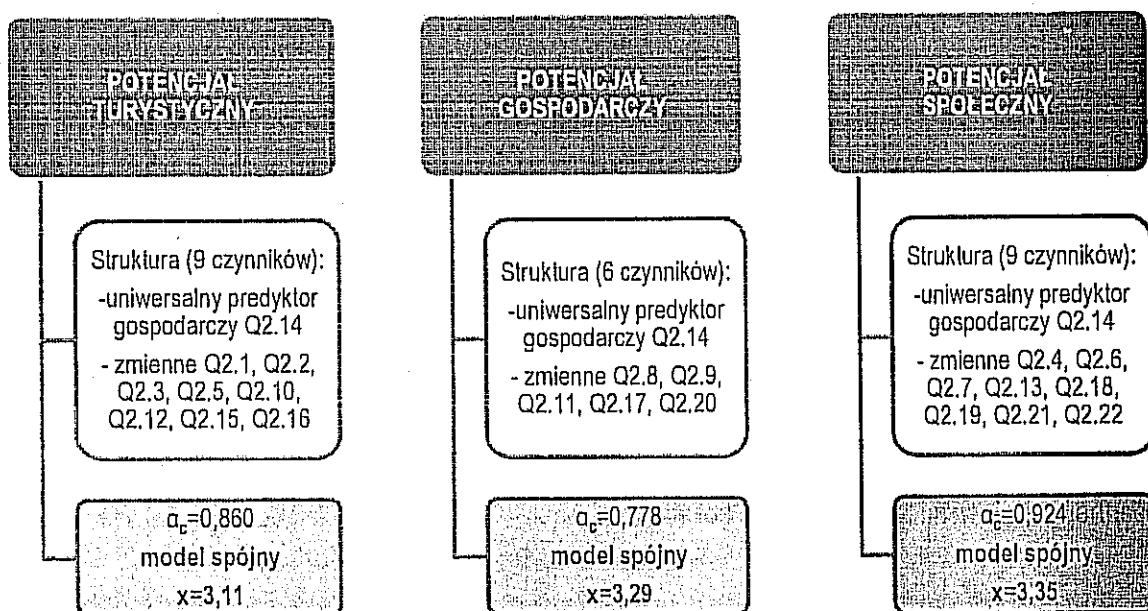 POTENCJAŁ
TURYSTYCZNY
Struktura (9 czynników):
-uniwersalny predyktor
gospodarczy Q2.14
- zmienne Q2.1, Q2.2,
Q2.3, Q2.5, Q2.10,
Q2.12, Q2.15, Q2.16
αc=0,860
model spójny
x=3,11
POTENCJAŁ
GOSPODARCZY
Struktura (6 czynników):
-uniwersalny predyktor
gospodarczy Q2.14
- zmienne Q2.8, Q2.9,
Q2.11, Q2.17, Q2.20
αc=0,778
model spójny
x=3,29
POTENCJAŁ
SPOŁECZNY
Struktura (9 czynników):
-uniwersalny predyktor
gospodarczy Q2.14
- zmienne Q2.4, Q2.6,
Q2.7, Q2.13, Q2.18,
Q2.19, Q2.21, Q2.22
αc=0,924
model spójny
x=3,35